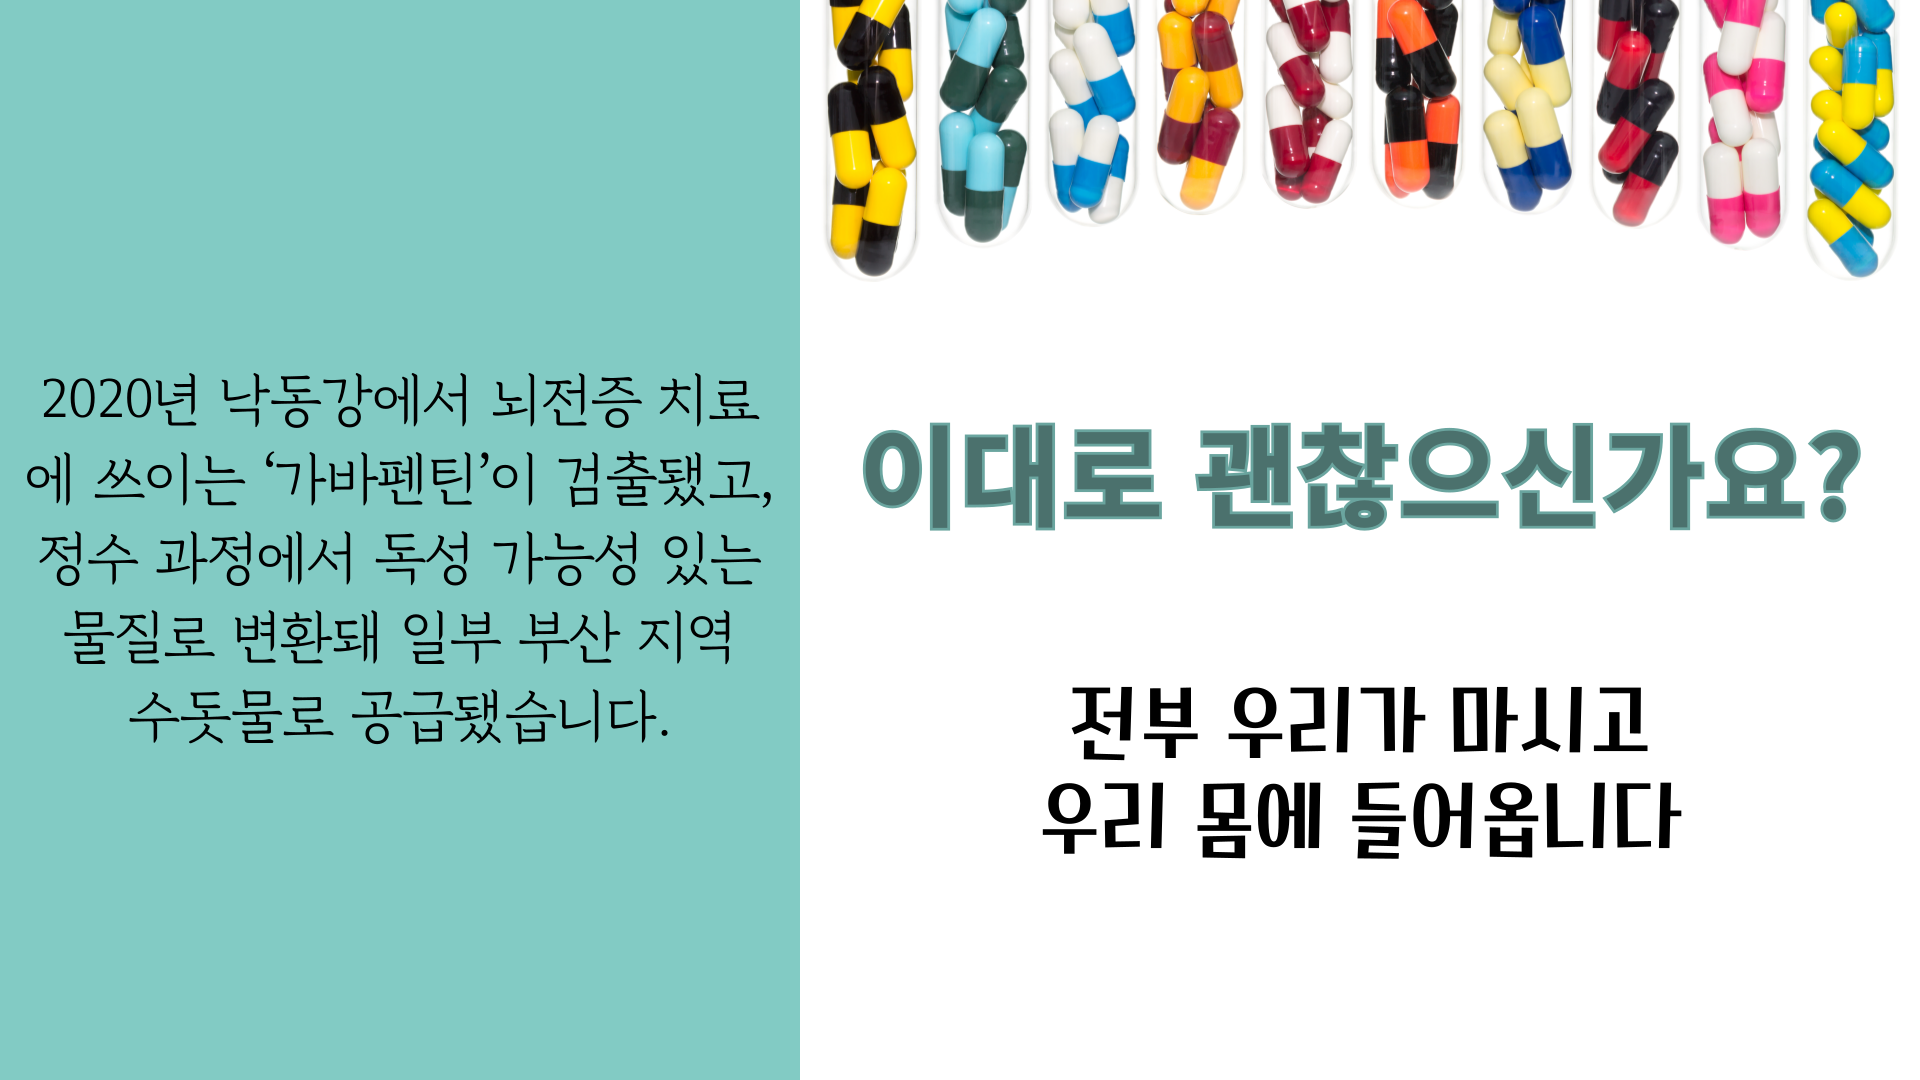 2020년 낙동강에서 뇌전증 치료
에 쓰이는 ‘가바펜틴’이 검출됐고,
정수 과정에서 독성 가능성 있는
물질로 변환돼 일부 부산 지역
수돗물로 공급됐습니다.
이대로 괜찮으신가요?
전부 우리가 마시고
우리 몸에 들어옵니다